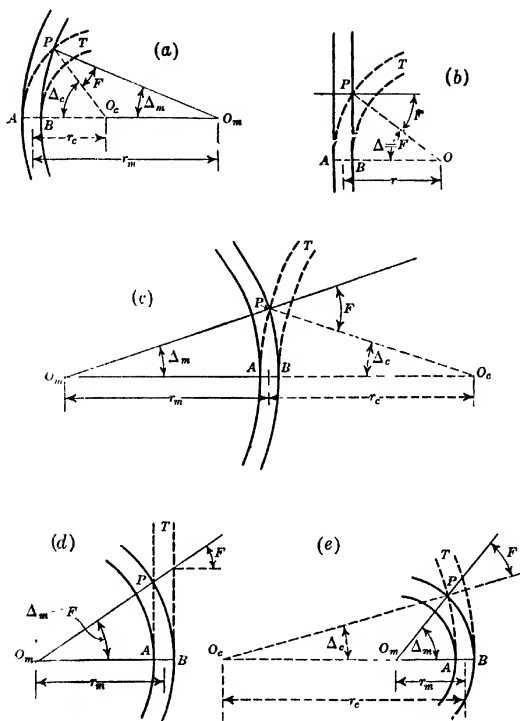 (a)
P
T
F
Δc
Oc
Δm
Om
A
B
rc
rm
(b)
T
P
F
Δ=F
A
B
O
r
(c)
T
P
F
Δm
Δc
Om
A
B
Oc
rm
rc
(d)
T
F
P
Δm=F
Om
A
B
rm
(e)
T
F
P
Δc
Oc
Om
Δm
A
B
rm
rc